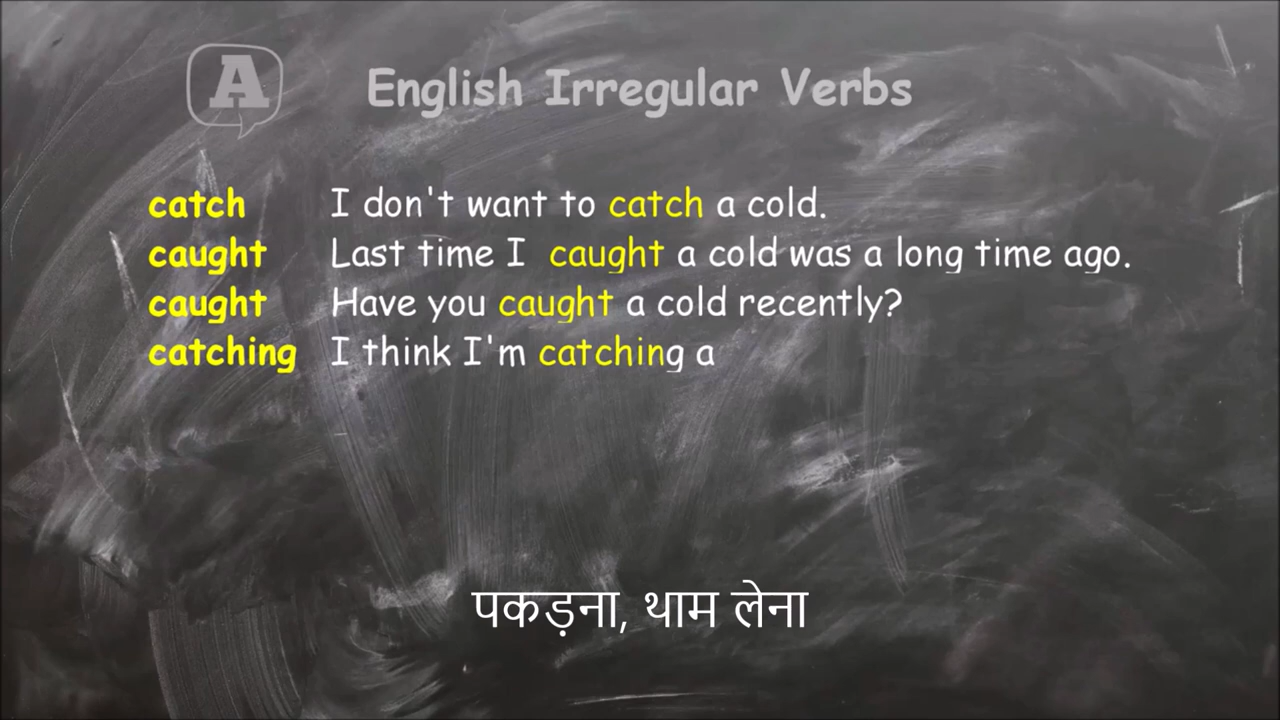 A
English Irregular Verbs
catch I don't want to catch a cold.
caught Last time I caught a cold was a long time ago.
caught Have you caught a cold recently?
catching I think I'm catching a
पकड़ना, थाम लेना